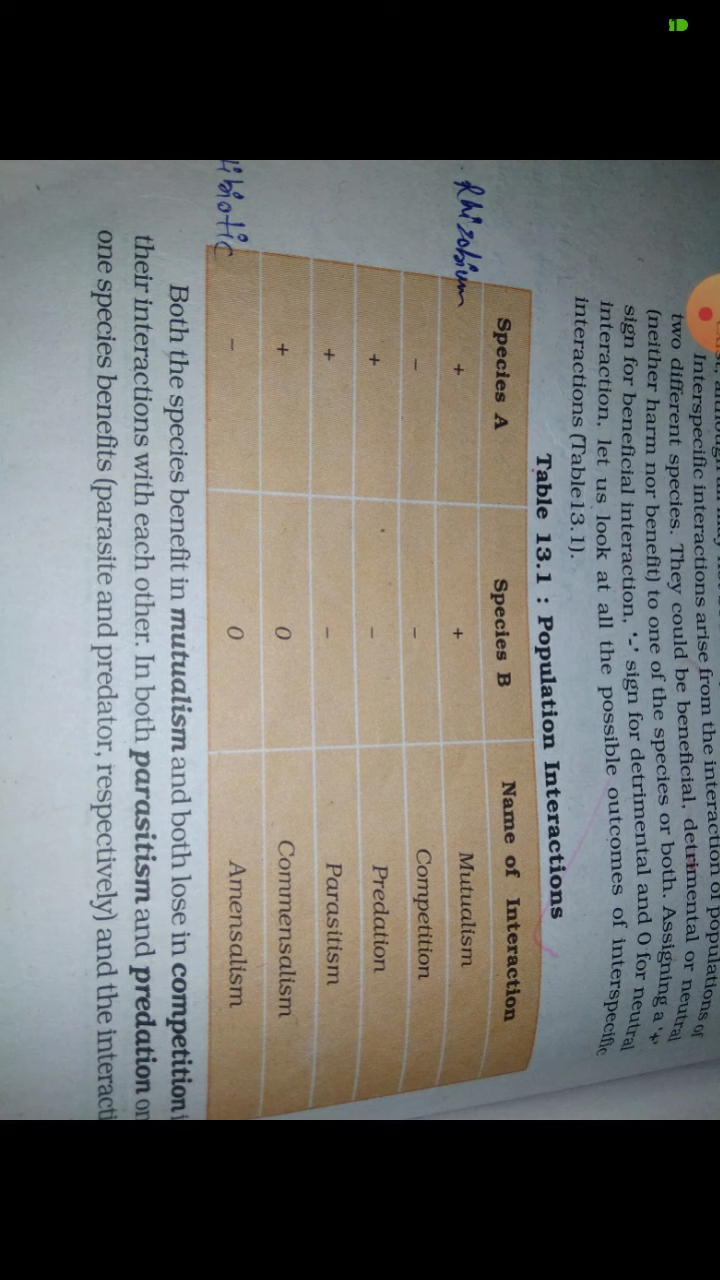 Interspecific interactions arise from the interaction of populations of
two different species. They could be beneficial, detrimental or neutral
(neither harm nor benefit) to one of the species or both. Assigning a '+'
sign for beneficial interaction, '-' sign for detrimental and 0 for neutral
interaction, let us look at all the possible outcomes of interspecific
interactions (Table13.1).
Table 13.1 : Population Interactions
Species A Species B Name of Interaction
Rhizobium + + Mutualism
– – Competition
+ – Predation
+ – Parasitism
+ 0 Commensalism
tibiotic – 0 Amensalism
Both the species benefit in mutualism and both lose in competition i
their interactions with each other. In both parasitism and predation on
one species benefits (parasite and predator, respectively) and the interacti